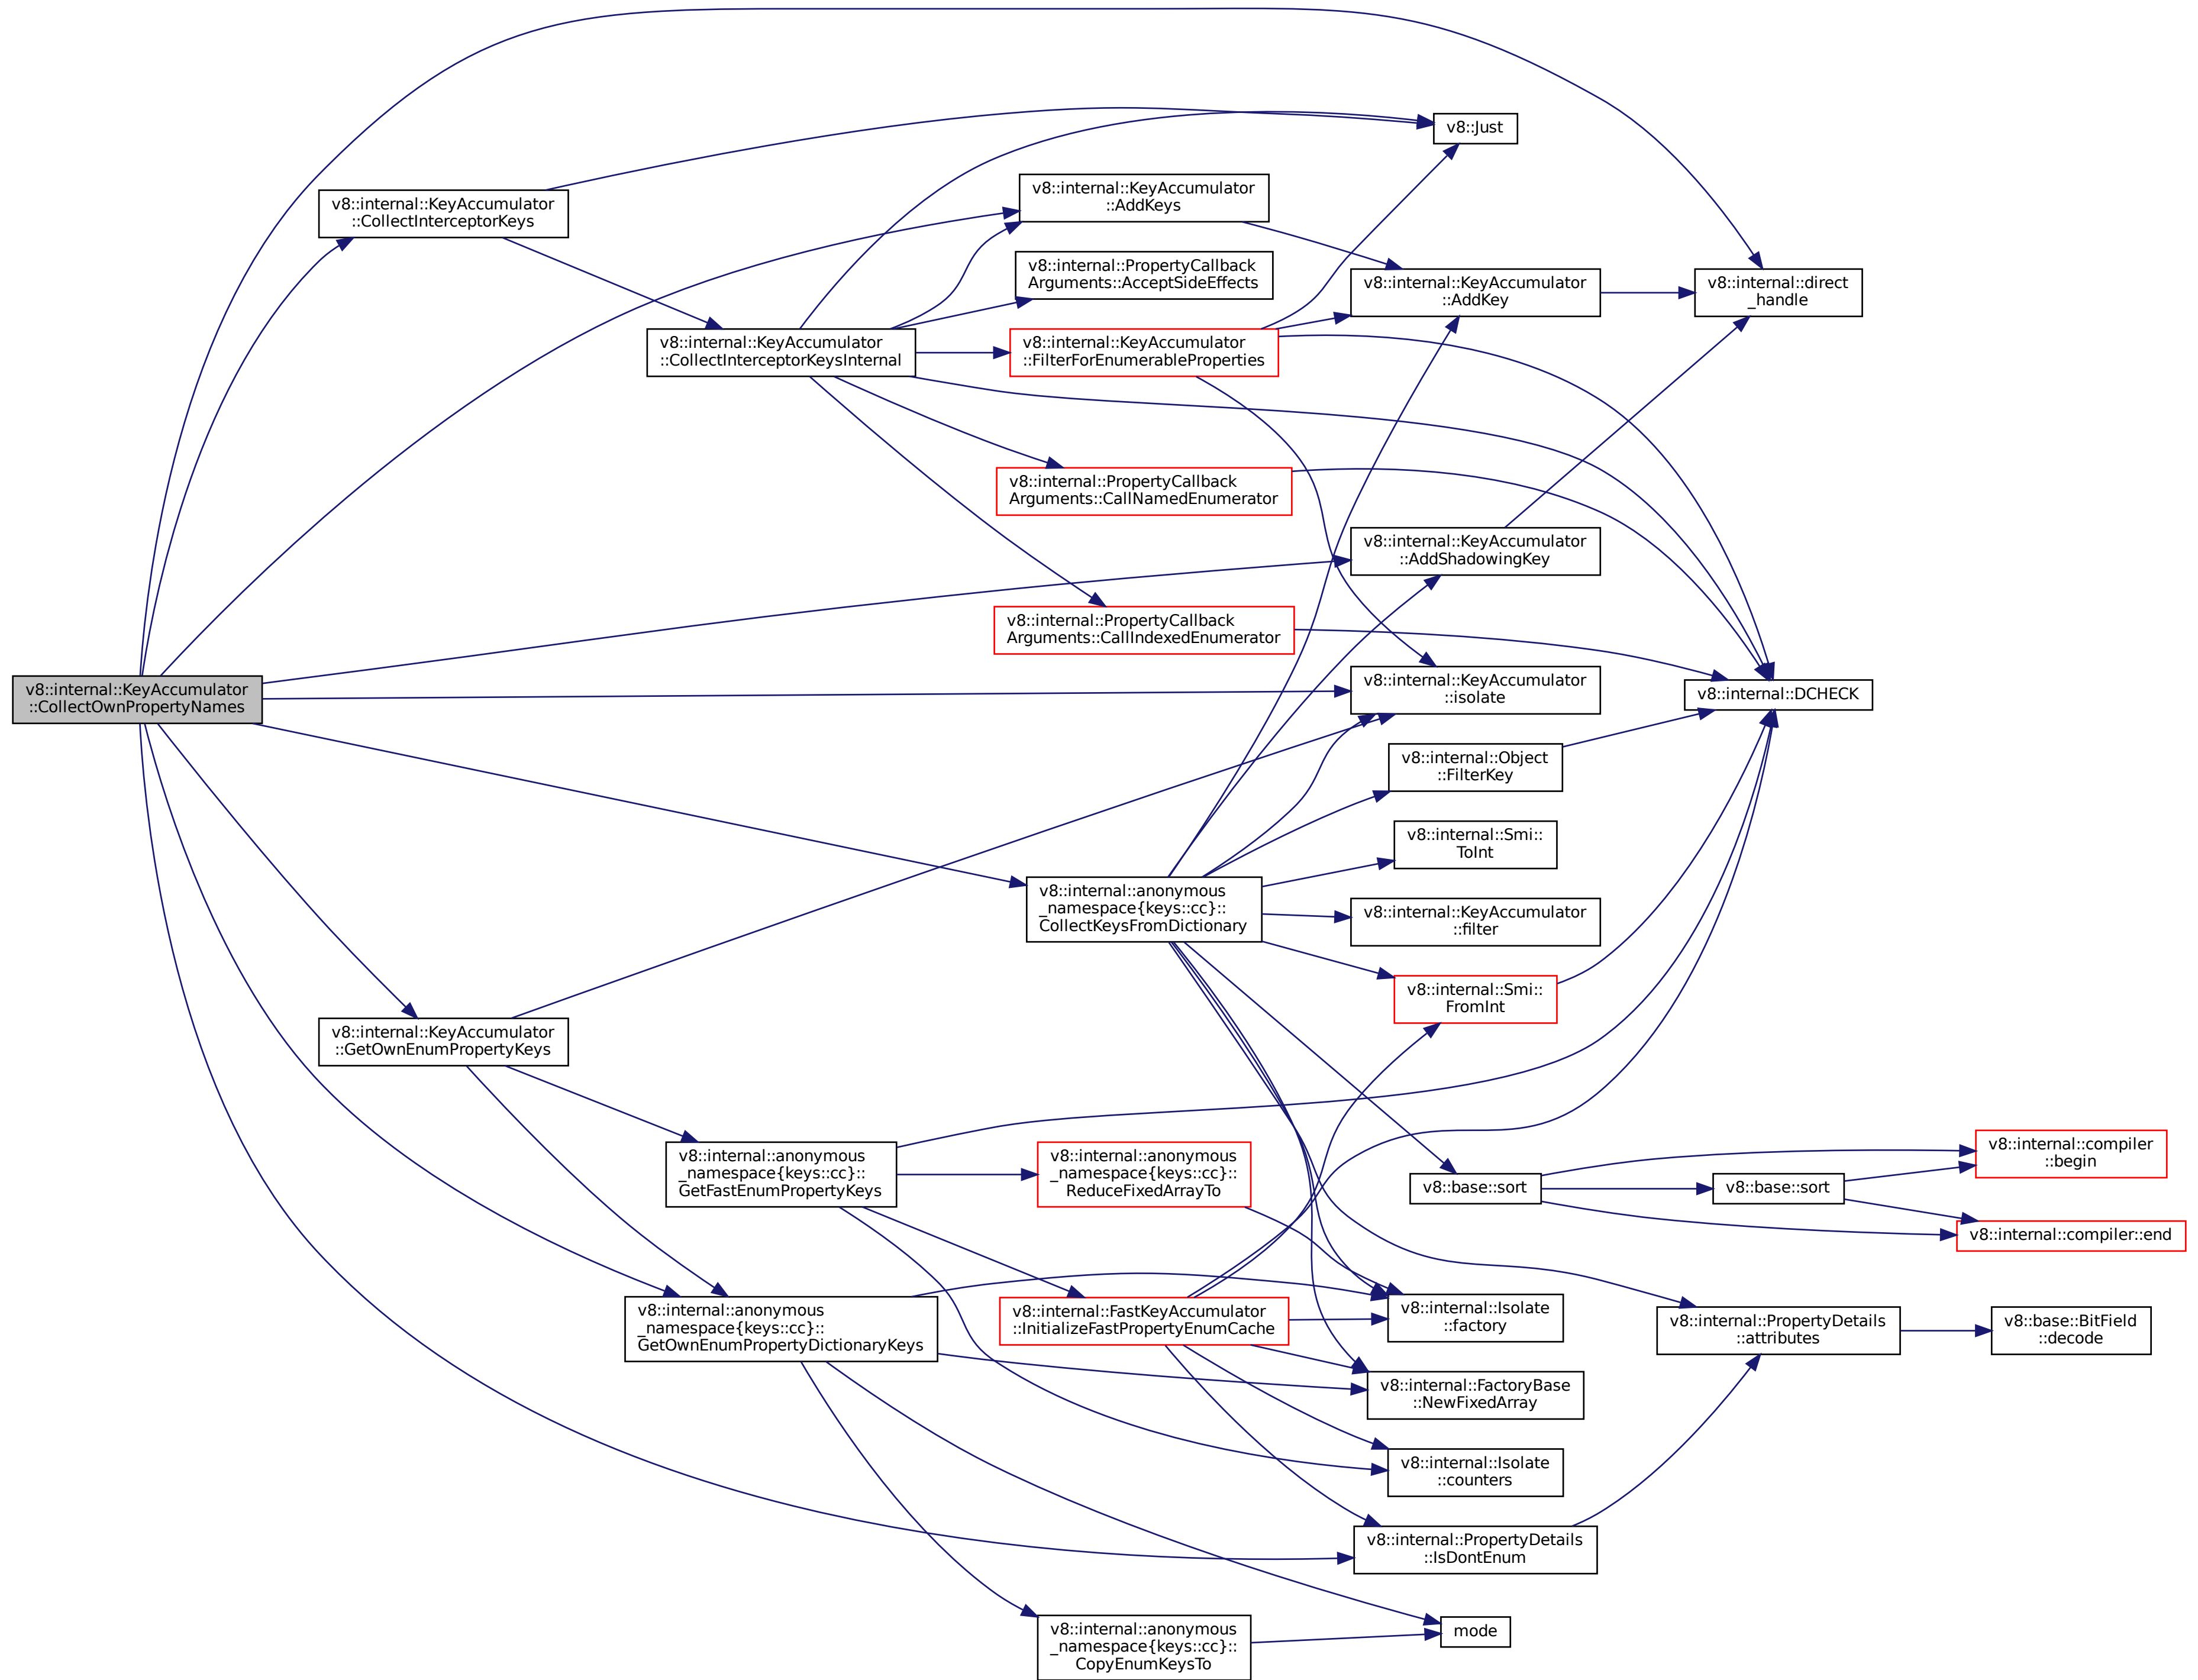 v8::Just
v8::internal::KeyAccumulator
::AddKeys
v8::internal::KeyAccumulator
::CollectInterceptorKeys
v8::internal::PropertyCallback
Arguments::AcceptSideEffects
v8::internal::KeyAccumulator
::AddKey
v8::internal::direct
_handle
v8::internal::KeyAccumulator
::CollectInterceptorKeysInternal
v8::internal::KeyAccumulator
::FilterForEnumerableProperties
v8::internal::PropertyCallback
Arguments::CallNamedEnumerator
v8::internal::KeyAccumulator
::AddShadowingKey
v8::internal::PropertyCallback
Arguments::CallIndexedEnumerator
v8::internal::KeyAccumulator
::CollectOwnPropertyNames
v8::internal::KeyAccumulator
::isolate
v8::internal::DCHECK
v8::internal::Object
::FilterKey
v8::internal::Smi::
ToInt
v8::internal::anonymous
_namespace{keys::cc}::
CollectKeysFromDictionary
v8::internal::KeyAccumulator
::filter
v8::internal::Smi::
FromInt
v8::internal::KeyAccumulator
::GetOwnEnumPropertyKeys
v8::internal::anonymous
_namespace{keys::cc}::
GetFastEnumPropertyKeys
v8::internal::anonymous
_namespace{keys::cc}::
ReduceFixedArrayTo
v8::base::sort
v8::base::sort
v8::internal::compiler
::begin
v8::internal::compiler::end
v8::internal::anonymous
_namespace{keys::cc}::
GetOwnEnumPropertyDictionaryKeys
v8::internal::FastKeyAccumulator
::InitializeFastPropertyEnumCache
v8::internal::Isolate
::factory
v8::internal::PropertyDetails
::attributes
v8::base::BitField
::decode
v8::internal::FactoryBase
::NewFixedArray
v8::internal::Isolate
::counters
v8::internal::PropertyDetails
::IsDontEnum
v8::internal::anonymous
_namespace{keys::cc}::
CopyEnumKeysTo
mode